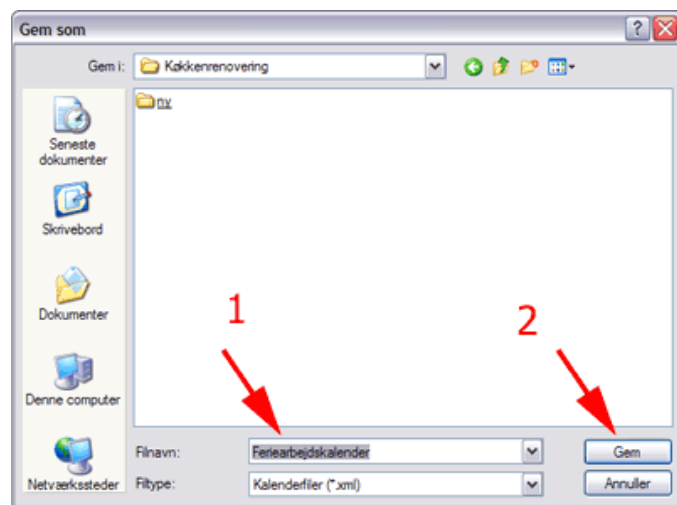 Gem som
Gem i: Køkkenrenovering
ny
Seneste
dokumenter
Skrivebord
Dokumenter
Denne computer
Netværkssteder
1
2
Filnavn: Feriearbejdskalender Gem
Filtype: Kalenderfiler (*.xml) Annuller